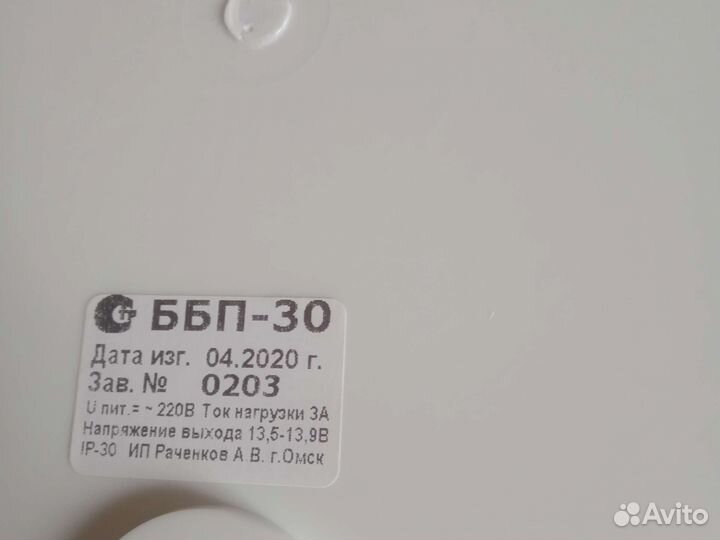 ББП-30
Дата изг. 04.2020 г.
Зав. № 0203
U пит.= ~ 220В Ток нагрузки 3А
Напряжение выхода 13,5-13,9В
IP-30 ИП Раченков А.В. г.Омск
Avito